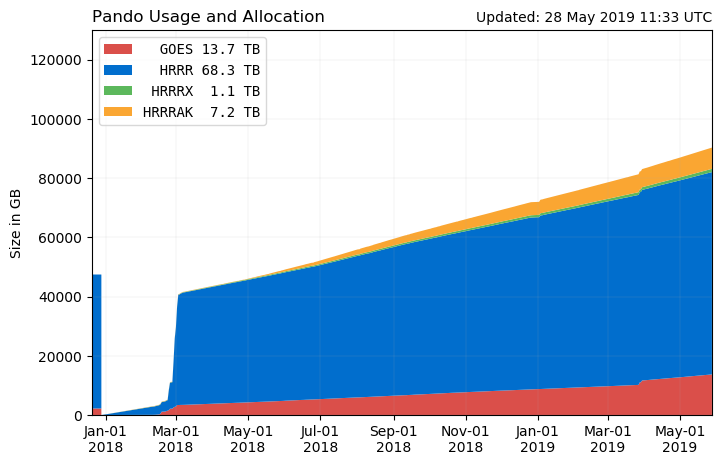 Pando Usage and Allocation
Updated: 28 May 2019 11:33 UTC
GOES 13.7 TB
HRRR 68.3 TB
HRRRX 1.1 TB
HRRRAK 7.2 TB
Size in GB
120000
100000
80000
60000
40000
20000
0
Jan-01 Mar-01 May-01 Jul-01 Sep-01 Nov-01 Jan-01 Mar-01 May-01
2018 2018 2018 2018 2018 2018 2019 2019 2019